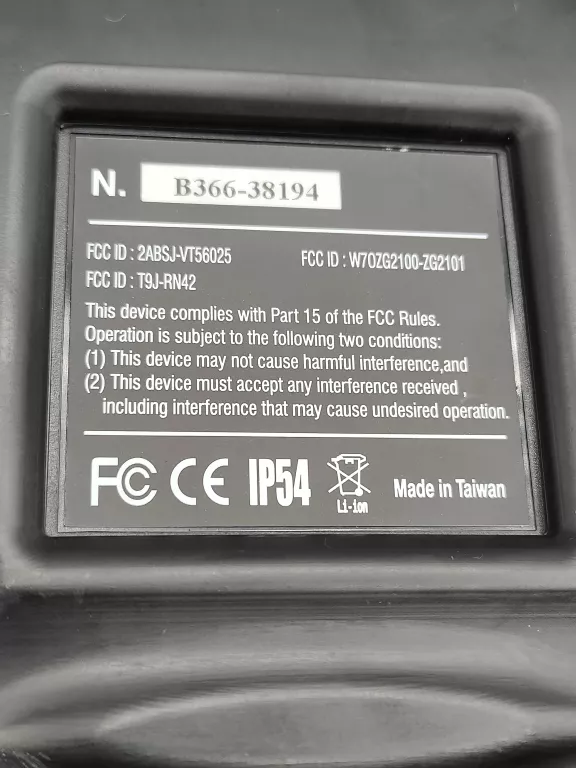 N. B366-38194
FCC ID : 2ABSJ-VT56025 FCC ID : W7OZG2100-ZG2101
FCC ID : T9J-RN42
This device complies with Part 15 of the FCC Rules.
Operation is subject to the following two conditions:
(1) This device may not cause harmful interference,and
(2) This device must accept any interference received ,
including interference that may cause undesired operation.
FC CE IP54 Li-ion Made in Taiwan